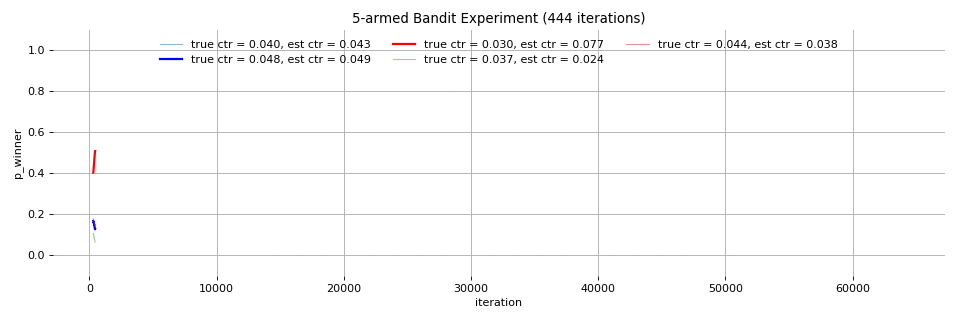 5-armed Bandit Experiment (444 iterations)
true ctr = 0.040, est ctr = 0.043
true ctr = 0.048, est ctr = 0.049
true ctr = 0.030, est ctr = 0.077
true ctr = 0.037, est ctr = 0.024
true ctr = 0.044, est ctr = 0.038
p_winner
1.0
0.8
0.6
0.4
0.2
0.0
0
10000
20000
30000
40000
50000
60000
iteration